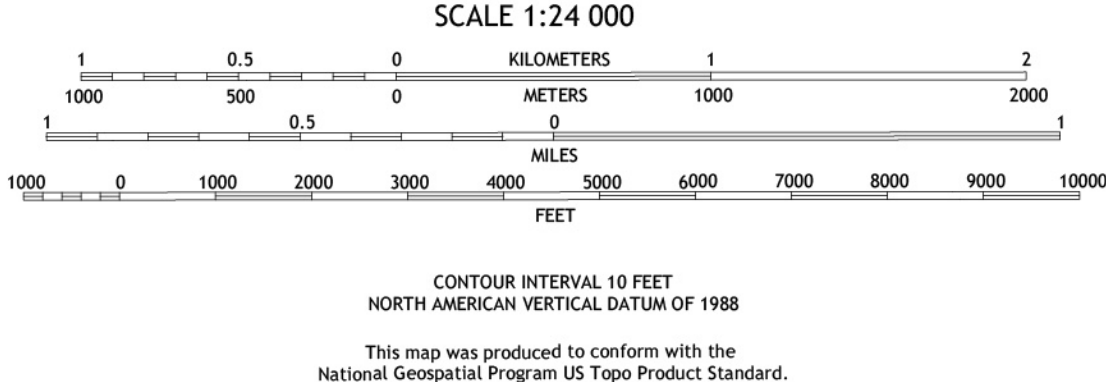 SCALE 1:24 000
1 0.5 0 KILOMETERS 1 2
1000 500 0 METERS 1000 2000
1 0.5 0 1
MILES
1000 0 1000 2000 3000 4000 5000 6000 7000 8000 9000 10000
FEET
CONTOUR INTERVAL 10 FEET
NORTH AMERICAN VERTICAL DATUM OF 1988
This map was produced to conform with the
National Geospatial Program US Topo Product Standard.